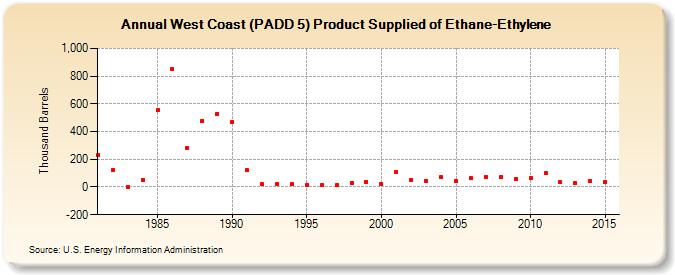 Annual West Coast (PADD 5) Product Supplied of Ethane-Ethylene
Thousand Barrels
1,000
800
600
400
200
0
-200
1985 1990 1995 2000 2005 2010 2015
Source: U.S. Energy Information Administration